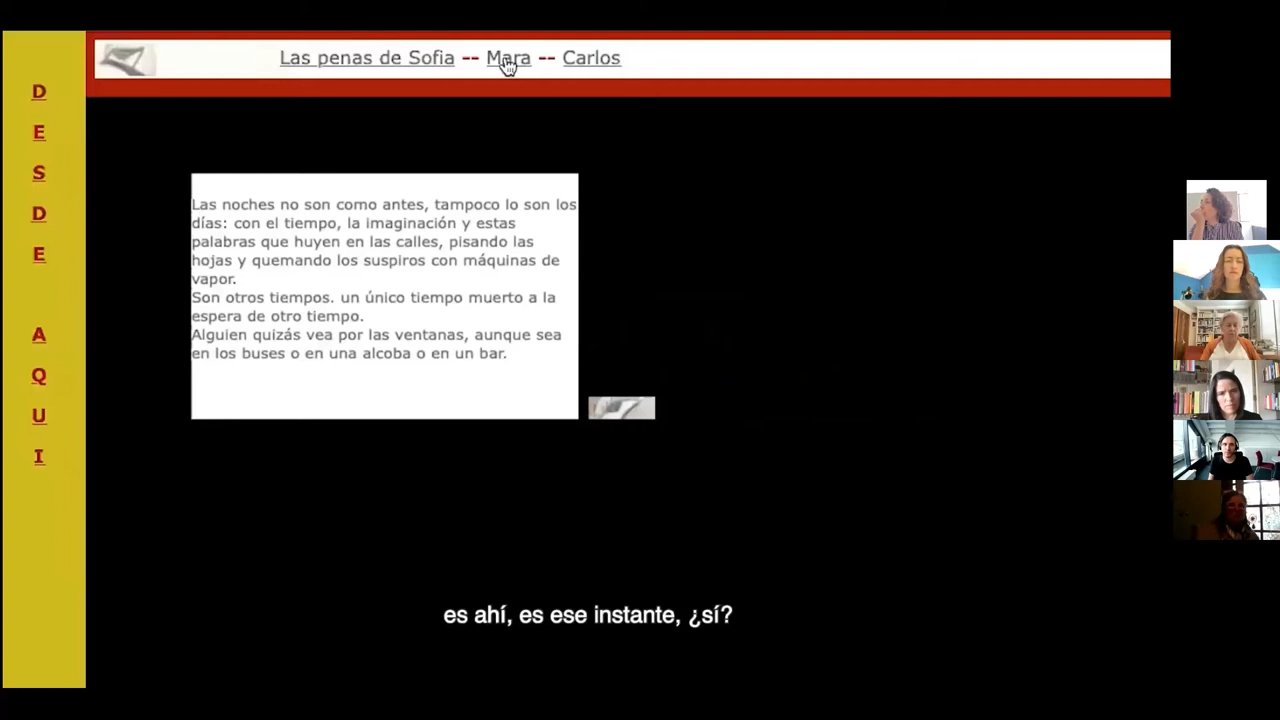 Las penas de Sofia -- Mara -- Carlos
D
E
S
D
E
A
Q
U
I
Las noches no son como antes, tampoco lo son los
días: con el tiempo, la imaginación y estas
palabras que huyen en las calles, pisando las
hojas y quemando los suspiros con máquinas de
vapor.
Son otros tiempos. un único tiempo muerto a la
espera de otro tiempo.
Alguien quizás vea por las ventanas, aunque sea
en los buses o en una alcoba o en un bar.
es ahí, es ese instante, ¿sí?